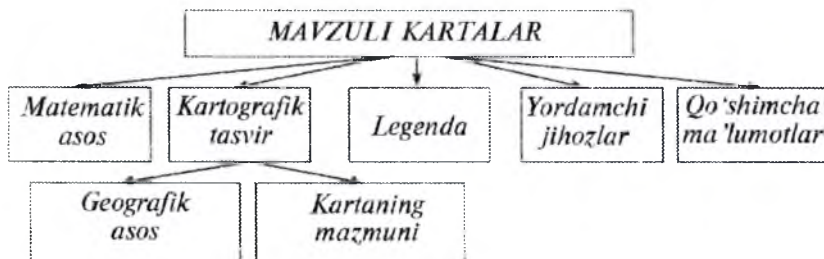 MAVZULI KARTALAR
Matematik
asos
Kartografik
tasvir
Legenda
Yordamchi
jihozlar
Qo‘shimcha
ma’lumotlar
Geografik
asos
Kartaning
mazmuni